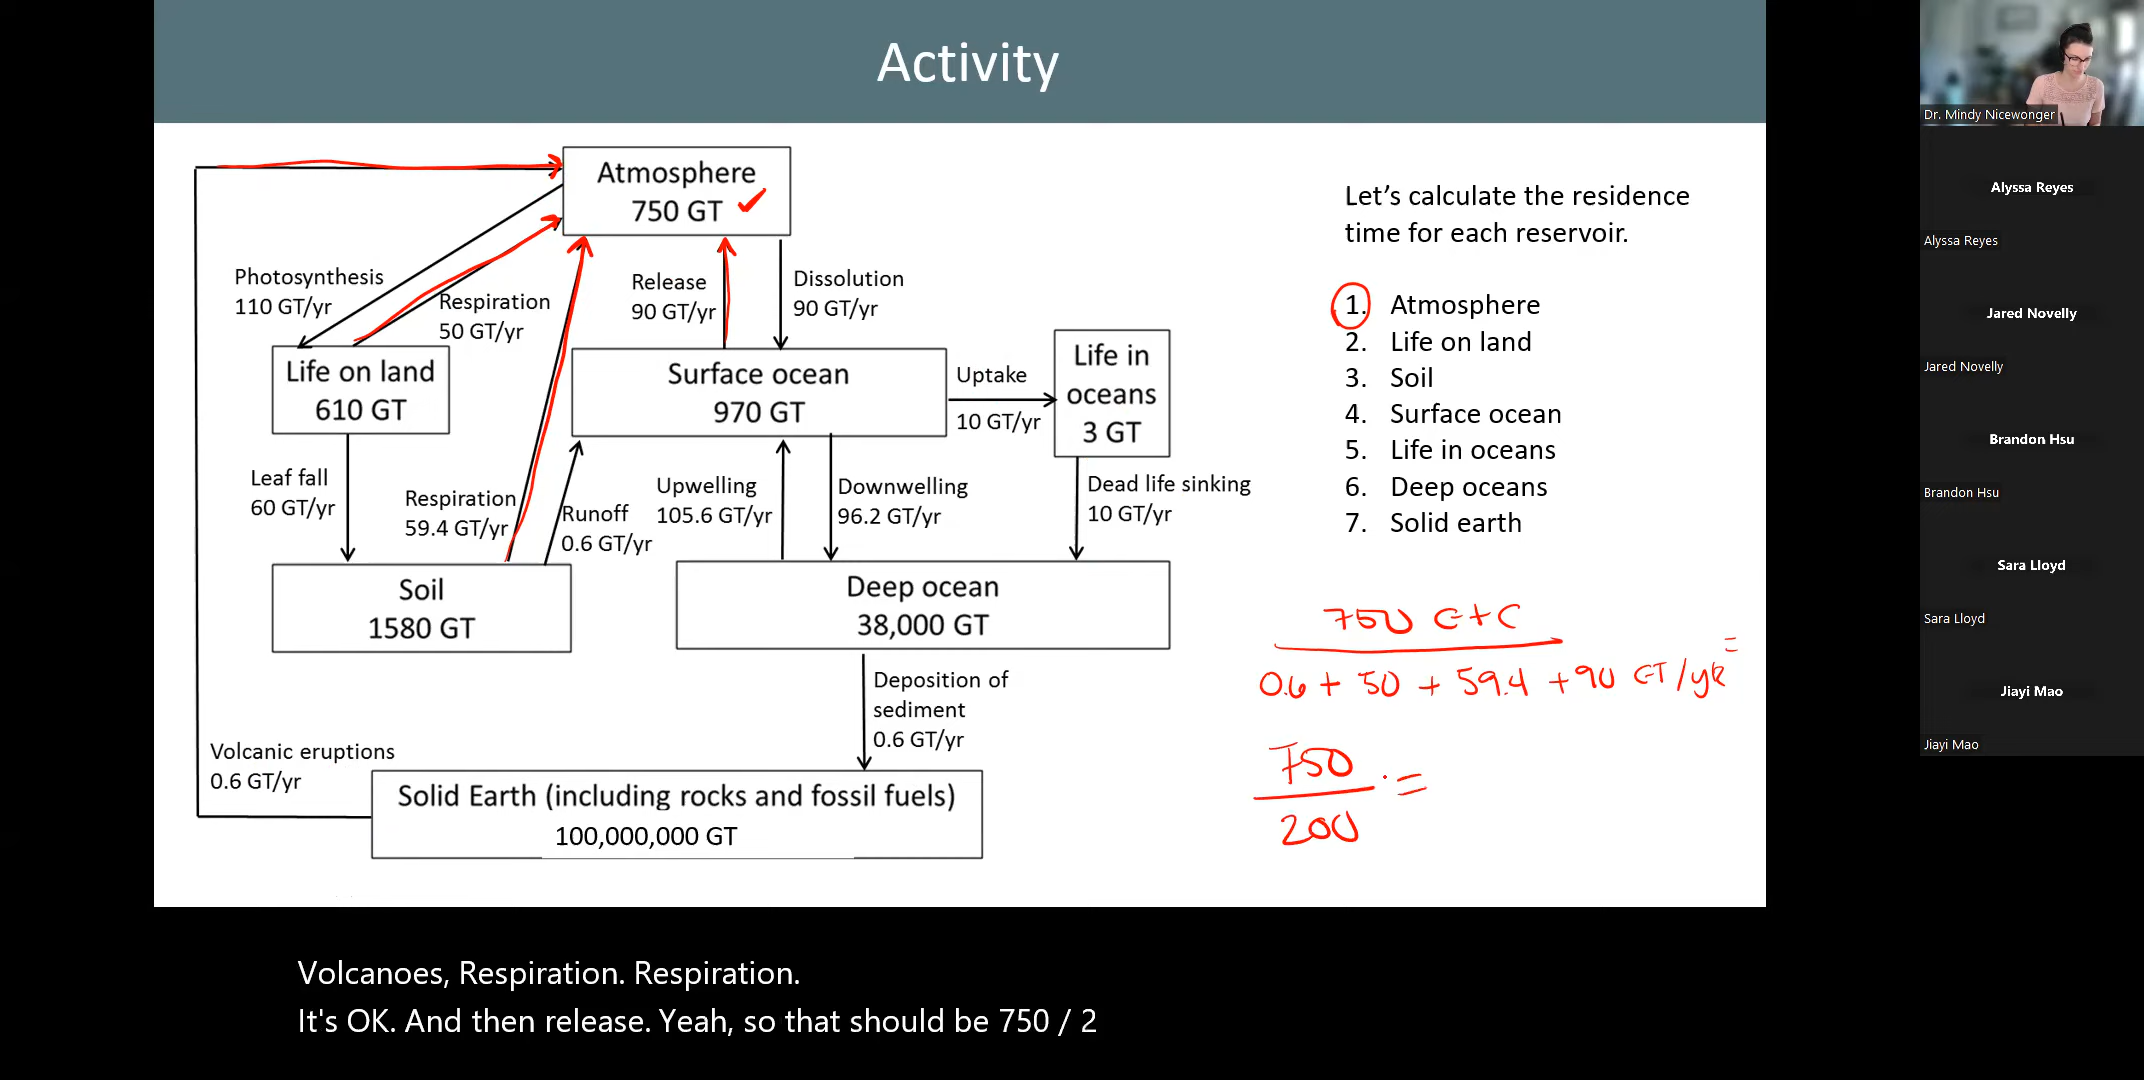 Activity
Atmosphere
750 GT
Photosynthesis
110 GT/yr
Respiration
50 GT/yr
Release
90 GT/yr
Dissolution
90 GT/yr
Life on land
610 GT
Surface ocean
970 GT
Uptake
10 GT/yr
Life in
oceans
3 GT
Leaf fall
60 GT/yr
Respiration
59.4 GT/yr
Runoff
0.6 GT/yr
Upwelling
105.6 GT/yr
Downwelling
96.2 GT/yr
Dead life sinking
10 GT/yr
Soil
1580 GT
Deep ocean
38,000 GT
Deposition of
sediment
0.6 GT/yr
Volcanic eruptions
0.6 GT/yr
Solid Earth (including rocks and fossil fuels)
100,000,000 GT
Let's calculate the residence
time for each reservoir.
1. Atmosphere
2. Life on land
3. Soil
4. Surface ocean
5. Life in oceans
6. Deep oceans
7. Solid earth
750 GtC
0.6 + 50 + 59.4 + 90 GT/yR =
750
200
=
Volcanoes, Respiration. Respiration.
It's OK. And then release. Yeah, so that should be 750 / 2
Dr. Mindy Nicewonger
Alyssa Reyes
Alyssa Reyes
Jared Novelly
Jared Novelly
Brandon Hsu
Brandon Hsu
Sara Lloyd
Sara Lloyd
Jiayi Mao
Jiayi Mao